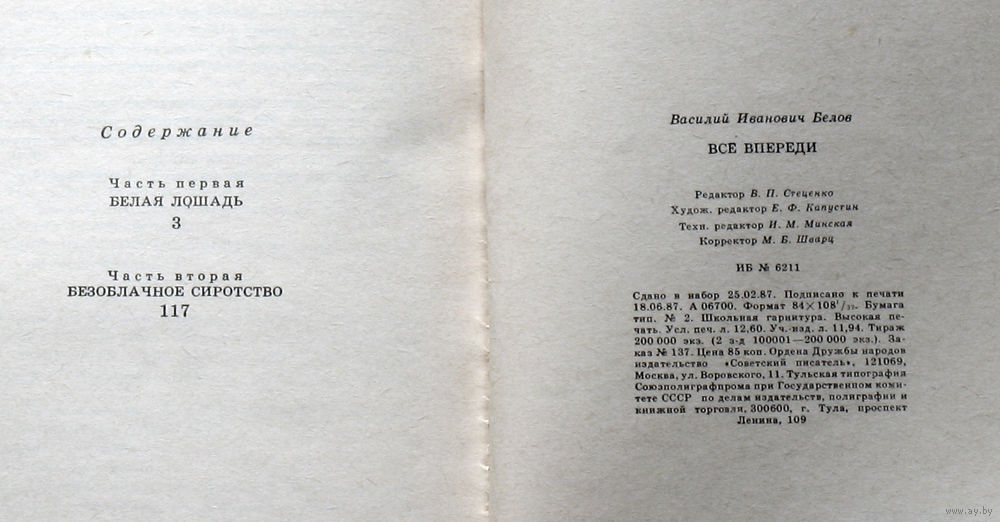 Содержание
Часть первая
БЕЛАЯ ЛОШАДЬ
3
Часть вторая
БЕЗОБЛАЧНОЕ СИРОТСТВО
117
Василий Иванович Белов
ВСЕ ВПЕРЕДИ
Редактор В. П. Стеценко
Худож. редактор Е. Ф. Капустин
Техн. редактор И. М. Минская
Корректор М. Б. Шварц
ИБ № 6211
Сдано в набор 25.02.87. Подписано к печати
18.06.87. А 06700. Формат 84×108¹/₃₂. Бумага
тип. № 2. Школьная гарнитура. Высокая пе-
чать. Усл. печ. л. 12,60. Уч.-изд. л. 11,94. Тираж
200 000 экз. (2 з-д 100001—200 000 экз.). За-
каз № 137. Цена 85 коп. Ордена Дружбы народов
издательство «Советский писатель», 121069,
Москва, ул. Воровского, 11. Тульская типография
Союзполиграфпрома при Государственном коми-
тете СССР по делам издательств, полиграфии и
книжной торговли, 300600, г. Тула, проспект
Ленина, 109
www.ay.by